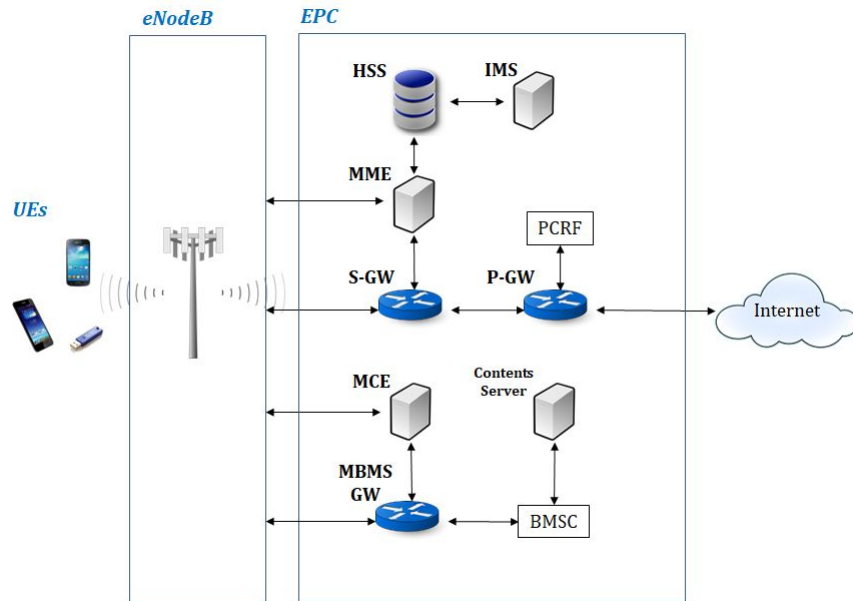 eNodeB
EPC
HSS
IMS
MME
UEs
PCRF
S-GW
P-GW
Internet
MCE
Contents
Server
MBMS
GW
BMSC